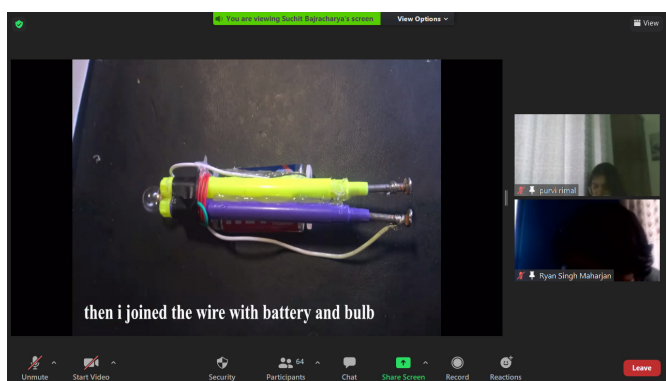 You are viewing Suchit Bajracharya's screen
View Options
View
purvi rimal
Ryan Singh Maharjan
then i joined the wire with battery and bulb
64
Unmute
Start Video
Security
Participants
Chat
Share Screen
Record
Reactions
Leave